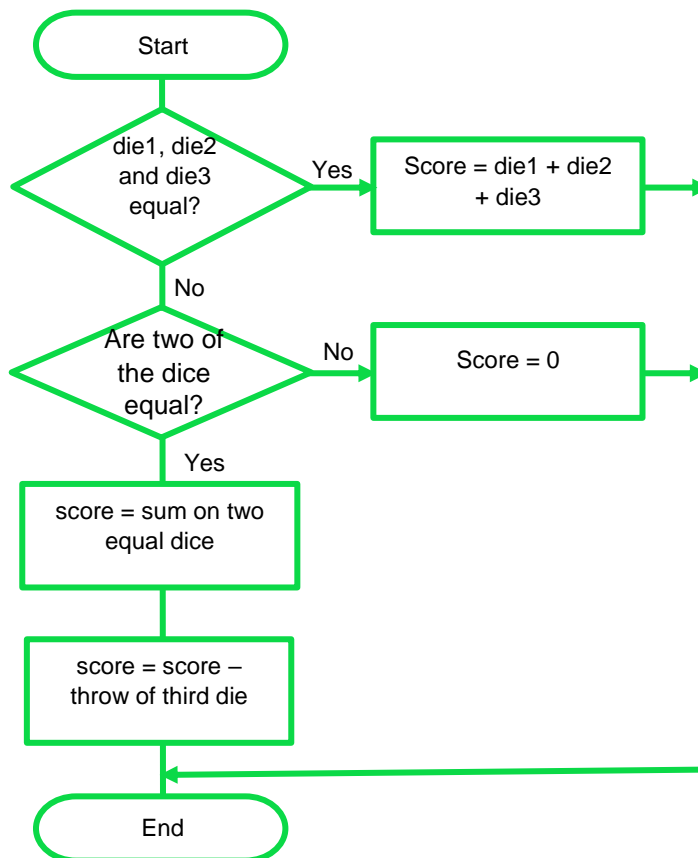 Start
die1, die2
and die3
equal?
Yes
Score = die1 + die2
+ die3
No
Are two of
the dice
equal?
No
Score = 0
Yes
score = sum on two
equal dice
score = score –
throw of third die
End